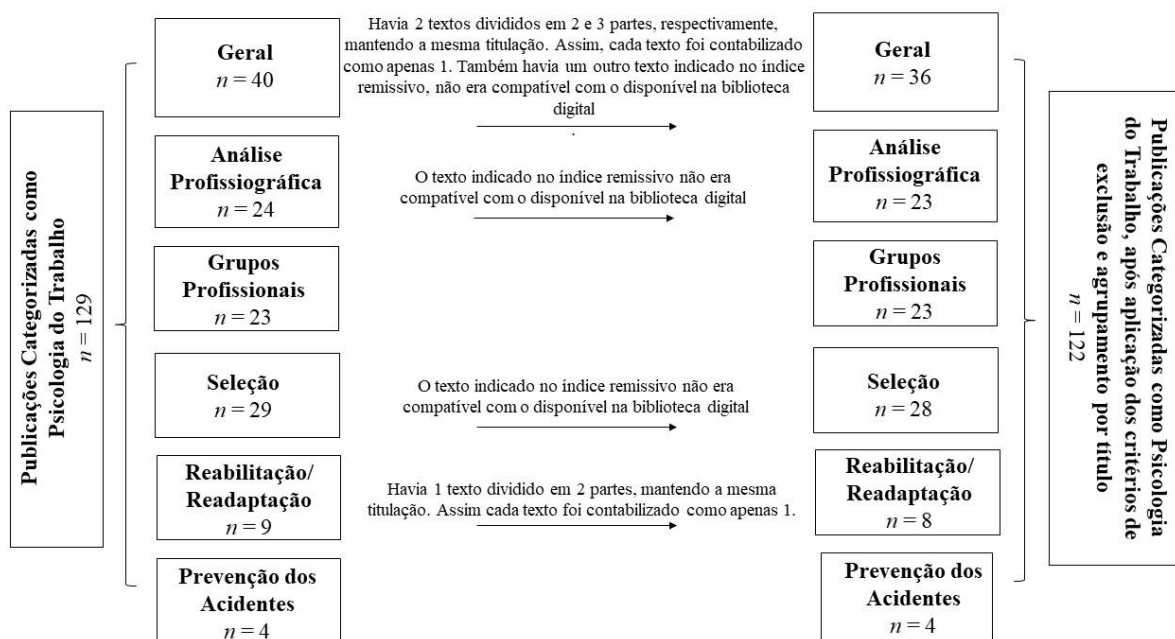 Publicações Categorizadas como
Psicologia do Trabalho
n = 129
Geral
n = 40
Havia 2 textos divididos em 2 e 3 partes, respectivamente,
mantendo a mesma titulação. Assim, cada texto foi contabilizado
como apenas 1. Também havia um outro texto indicado no índice
remissivo, não era compatível com o disponível na biblioteca
digital
.
Geral
n = 36
Análise
Profissiográfica
n = 24
O texto indicado no índice remissivo não era
compatível com o disponível na biblioteca digital
Análise
Profissiográfica
n = 23
Grupos
Profissionais
n = 23
Grupos
Profissionais
n = 23
Seleção
n = 29
O texto indicado no índice remissivo não era
compatível com o disponível na biblioteca digital
Seleção
n = 28
Reabilitação/
Readaptação
n = 9
Havia 1 texto dividido em 2 partes, mantendo a mesma
titulação. Assim cada texto foi contabilizado como apenas 1.
Reabilitação/
Readaptação
n = 8
Prevenção dos
Acidentes
n = 4
Prevenção dos
Acidentes
n = 4
Publicações Categorizadas como Psicologia
do Trabalho, após aplicação dos critérios de
exclusão e agrupamento por título
n = 122